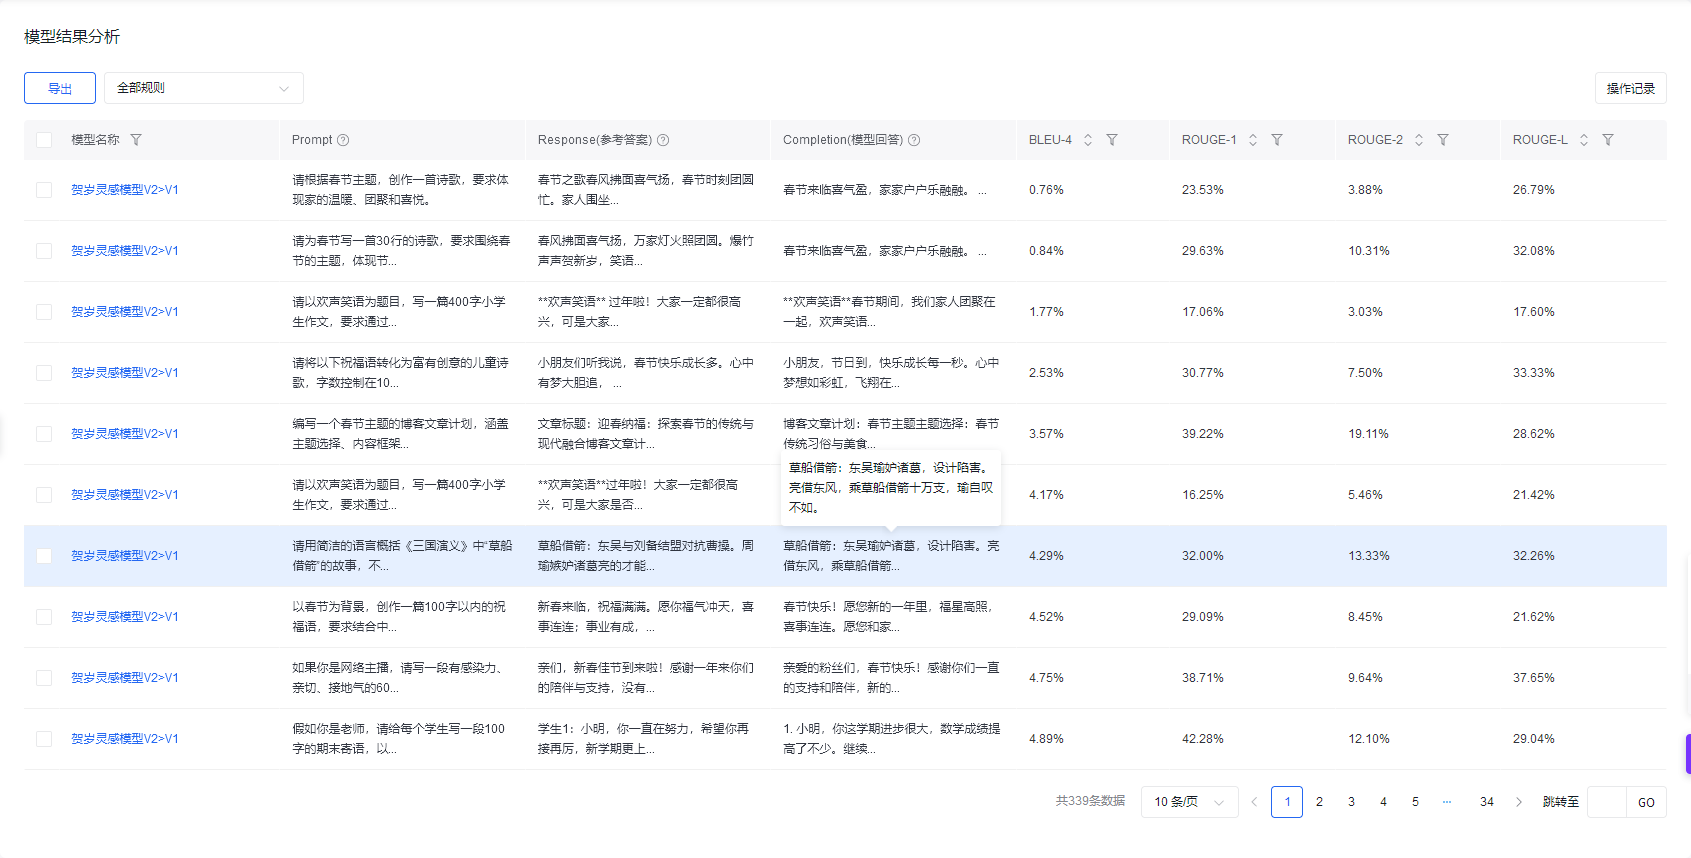 模型结果分析
导出
全部规则
操作记录
模型名称
Prompt
Response(参考答案)
Completion(模型回答)
BLEU-4
ROUGE-1
ROUGE-2
ROUGE-L
贺岁灵感模型V2>V1
请根据春节主题，创作一首诗歌，要求体
现家的温暖、团聚和喜悦。
春节之歌春风拂面喜气扬，春节时刻团圆
忙。家人围坐...
春节来临喜气盈，家家户户乐融融。 ...
0.76%
23.53%
3.88%
26.79%
贺岁灵感模型V2>V1
请为春节写一首30行的诗歌，要求围绕春
节的主题，体现节...
春风拂面喜气扬，万家灯火照团圆。爆竹
声声贺新岁，笑语...
春节来临喜气盈，家家户户乐融融。 ...
0.84%
29.63%
10.31%
32.08%
贺岁灵感模型V2>V1
请以欢声笑语为题目，写一篇400字小学
生作文，要求通过...
**欢声笑语** 过年啦！大家一定都很高
兴，可是大家...
**欢声笑语**春节期间，我们家人团聚在
一起，欢声笑语...
1.77%
17.06%
3.03%
17.60%
贺岁灵感模型V2>V1
请将以下祝福语转化为富有创意的儿童诗
歌，字数控制在10...
小朋友们听我说，春节快乐成长多。心中
有梦大胆追， ...
小朋友，节日到，快乐成长每一秒。心中
梦想如彩虹，飞翔在...
2.53%
30.77%
7.50%
33.33%
贺岁灵感模型V2>V1
编写一个春节主题的博客文章计划，涵盖
主题选择、内容框架...
文章标题：迎春纳福：探索春节的传统与
现代融合博客文章计...
博客文章计划：春节主题主题选择：春节
传统习俗与美食...
3.57%
39.22%
19.11%
28.62%
草船借箭：东吴瑜妒诸葛，设计陷害。
亮借东风，乘草船借箭十万支，瑜自叹
不如。
贺岁灵感模型V2>V1
请以欢声笑语为题目，写一篇400字小学
生作文，要求通过...
**欢声笑语**过年啦！大家一定都很高
兴，可是大家是否...
4.17%
16.25%
5.46%
21.42%
贺岁灵感模型V2>V1
请用简洁的语言概括《三国演义》中“草船
借箭”的故事，不...
草船借箭：东吴与刘备结盟对抗曹操。周
瑜嫉妒诸葛亮的才能...
草船借箭：东吴瑜妒诸葛，设计陷害。亮
借东风，乘草船借箭...
4.29%
32.00%
13.33%
32.26%
贺岁灵感模型V2>V1
以春节为背景，创作一篇100字以内的祝
福语，要求结合中...
新春来临，祝福满满。愿你福气冲天，喜
事连连；事业有成，...
春节快乐！愿您新的一年里，福星高照，
喜事连连。愿您和家...
4.52%
29.09%
8.45%
21.62%
贺岁灵感模型V2>V1
如果你是网络主播，请写一段有感染力、
亲切、接地气的60...
亲们，新春佳节到来啦！感谢一年来你们
的陪伴与支持，没有...
亲爱的粉丝们，春节快乐！感谢你们一直
的支持和陪伴，新的...
4.75%
38.71%
9.64%
37.65%
贺岁灵感模型V2>V1
假如你是老师，请给每个学生写一段100
字的期末寄语，以...
学生1：小明，你一直在努力，希望你再
接再厉，新学期更上...
1. 小明，你这学期进步很大，数学成绩提
高了不少。继续...
4.89%
42.28%
12.10%
29.04%
共339条数据
10 条/页
1 2 3 4 5 ··· 34
跳转至
GO